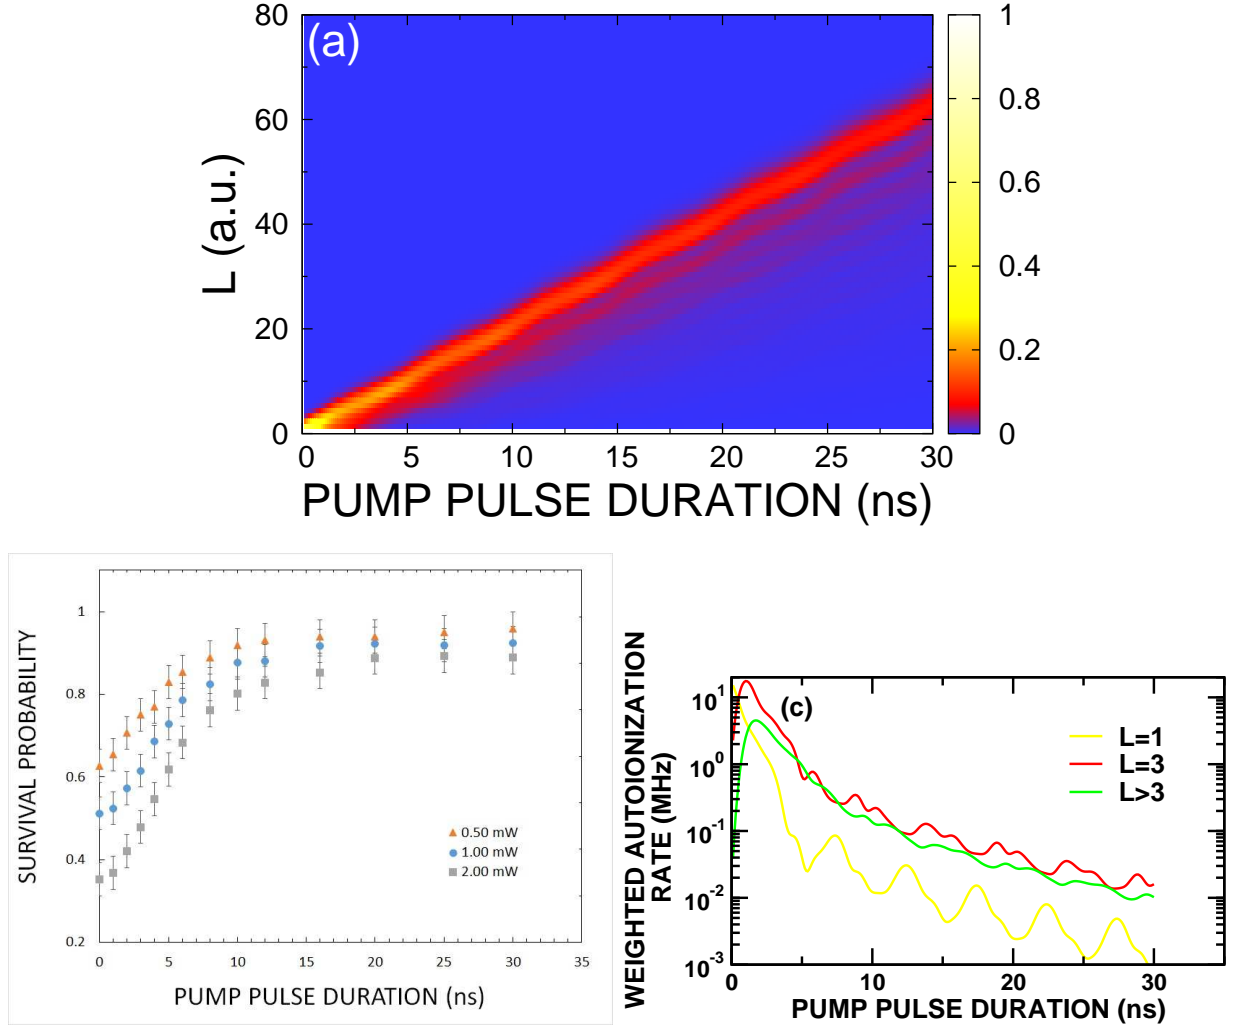 (a)
80
60
40
20
0
L (a.u.)
0 5 10 15 20 25 30
PUMP PULSE DURATION (ns)
1
0.8
0.6
0.4
0.2
0
SURVIVAL PROBABILITY
1
0.8
0.6
0.4
0.2
0.50 mW
1.00 mW
2.00 mW
0 5 10 15 20 25 30 35
PUMP PULSE DURATION (ns)
WEIGHTED AUTOIONIZATION
RATE (MHz)
(c)
10^1
10^0
10^-1
10^-2
10^-3
L=1
L=3
L>3
0 10 20 30
PUMP PULSE DURATION (ns)